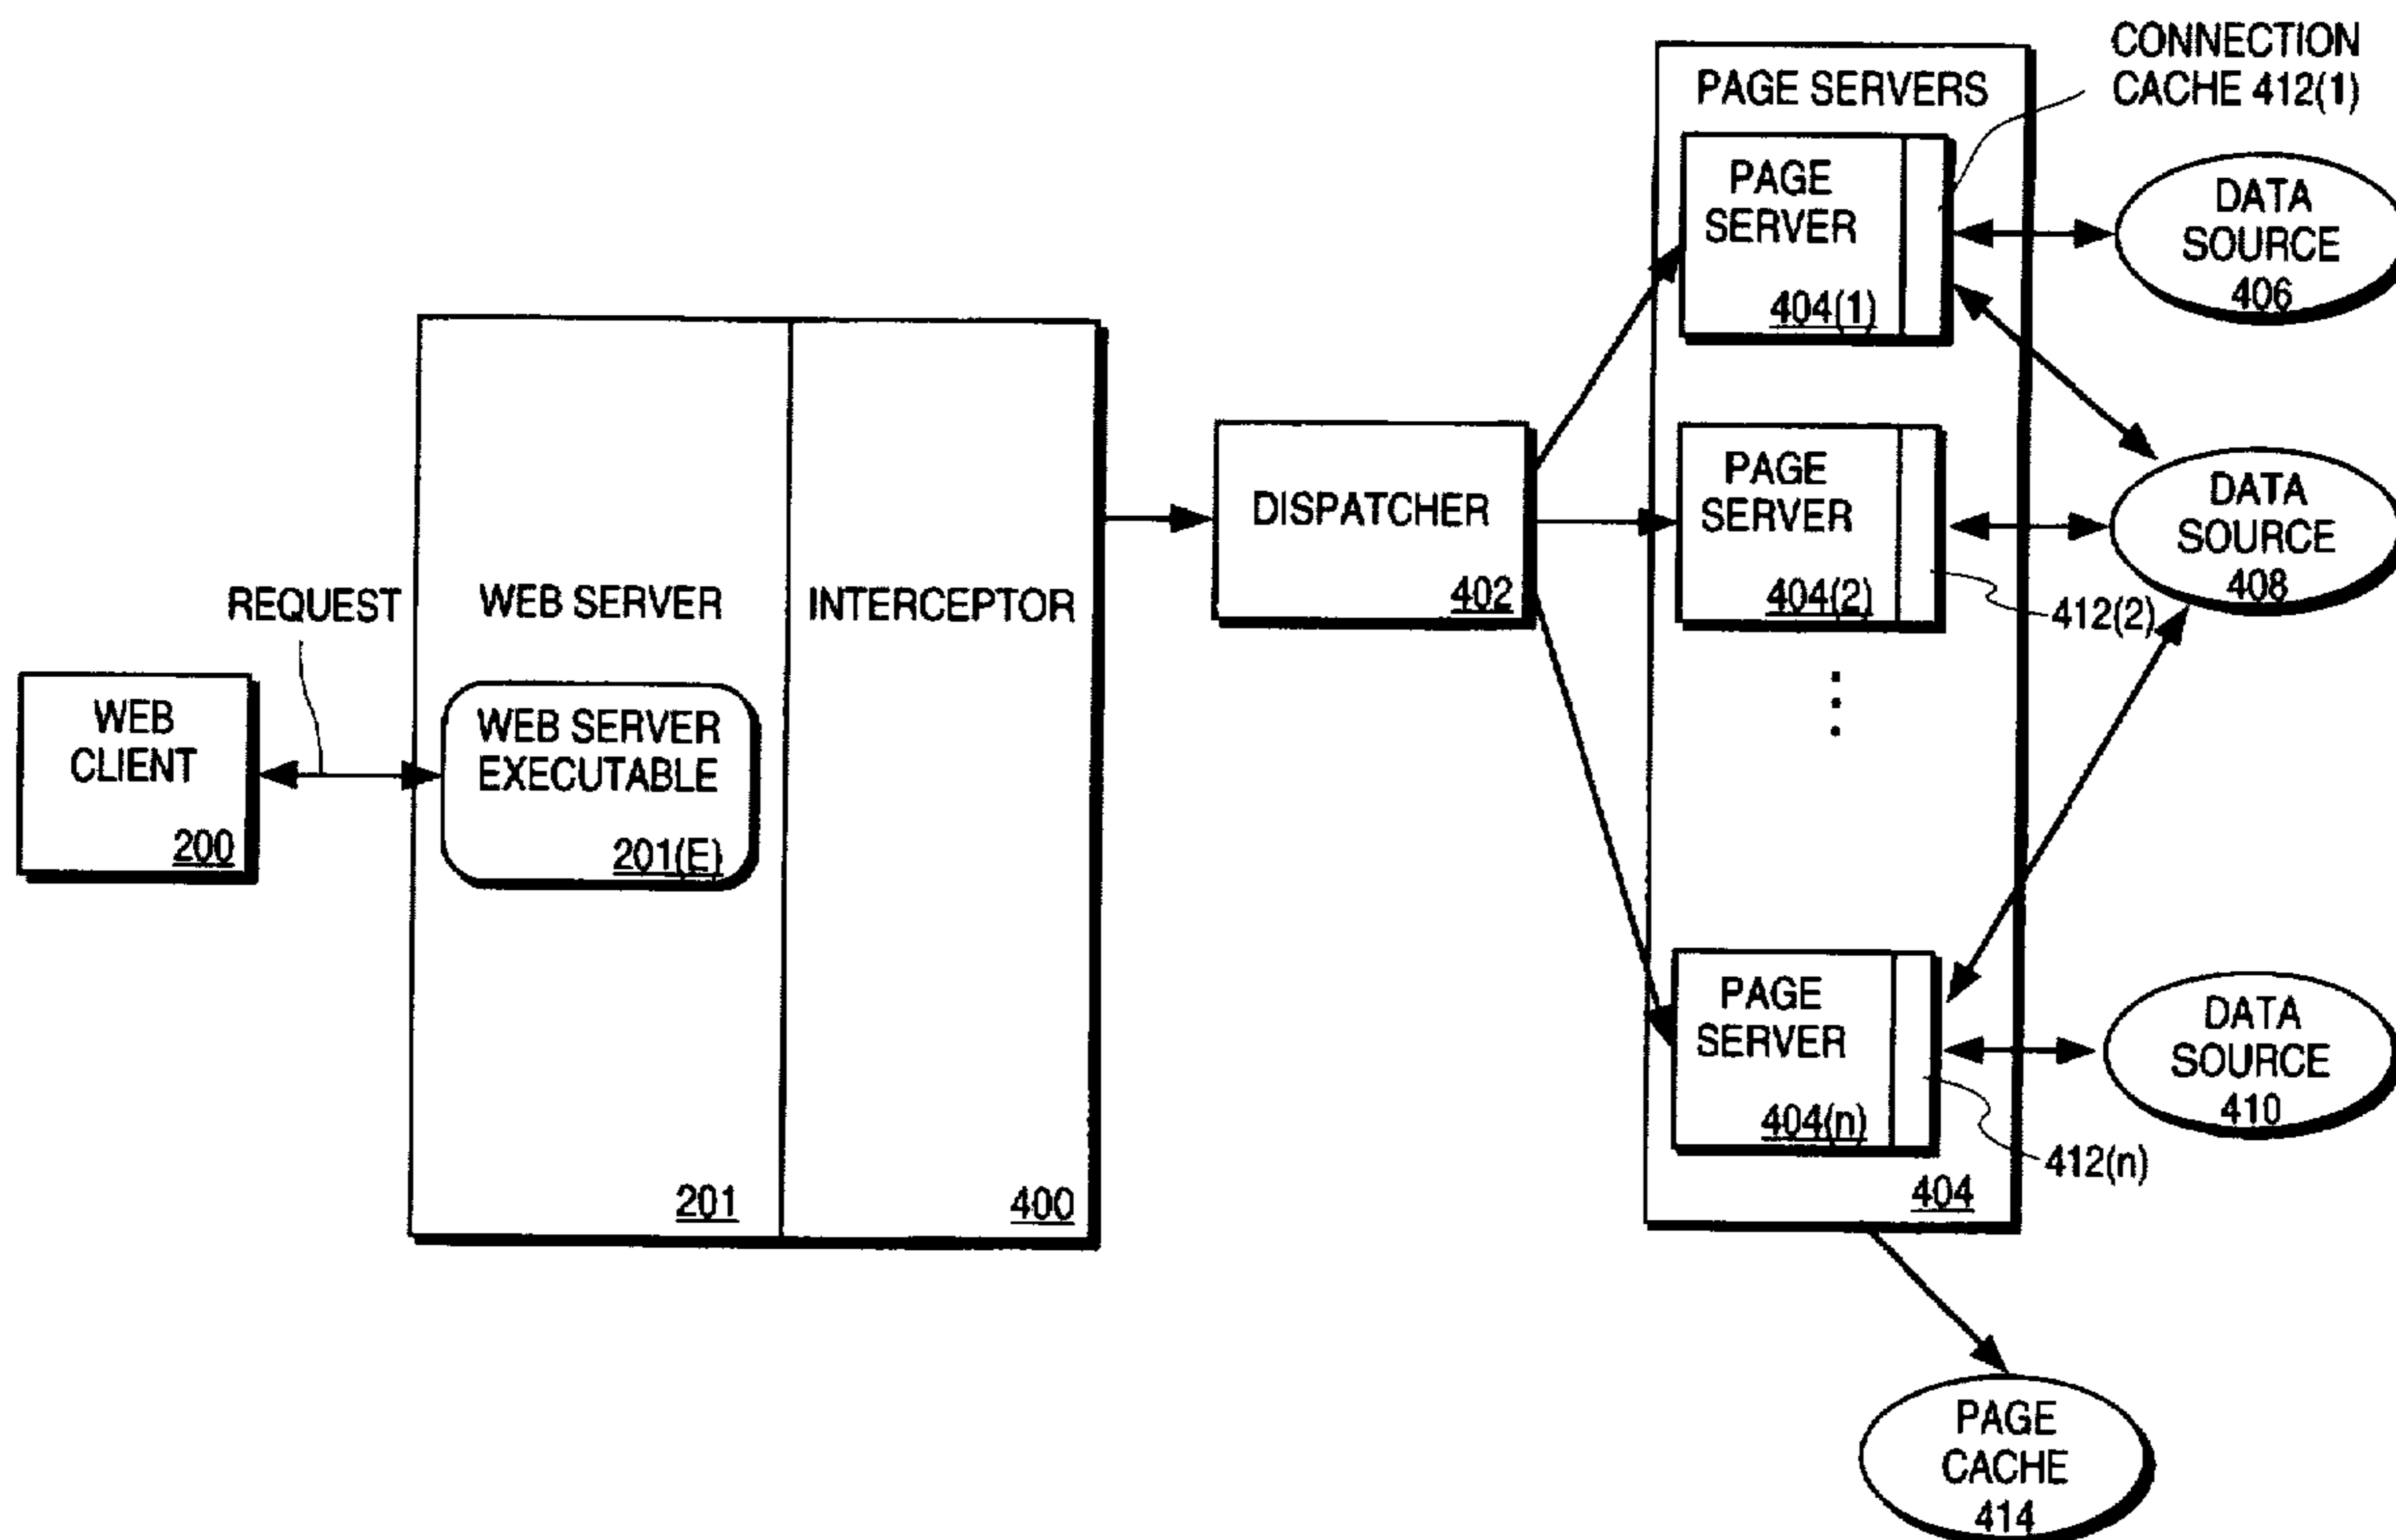 CONNECTION
CACHE 412(1)
PAGE SERVERS
PAGE
SERVER
404(1)
DATA
SOURCE
406
PAGE
SERVER
404(2)
412(2)
DATA
SOURCE
408
DISPATCHER
402
REQUEST
WEB SERVER
INTERCEPTOR
WEB
CLIENT
200
WEB SERVER
EXECUTABLE
201(E)
201
400
PAGE
SERVER
404(n)
412(n)
404
DATA
SOURCE
410
PAGE
CACHE
414